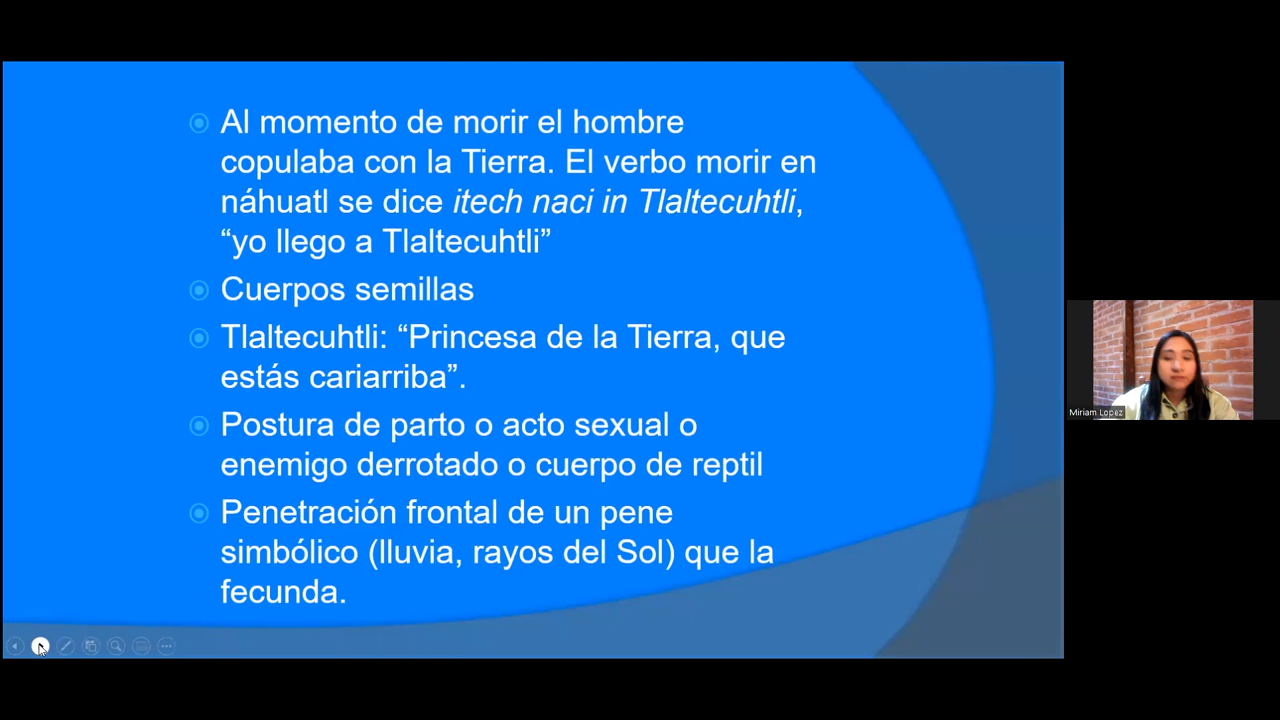 Al momento de morir el hombre
copulaba con la Tierra. El verbo morir en
náhuatl se dice itech naci in Tlaltecuhtli,
“yo llego a Tlaltecuhtli”
Cuerpos semillas
Tlaltecuhtli: “Princesa de la Tierra, que
estás cariarriba”.
Postura de parto o acto sexual o
enemigo derrotado o cuerpo de reptil
Penetración frontal de un pene
simbólico (lluvia, rayos del Sol) que la
fecunda.
Miriam Lopez